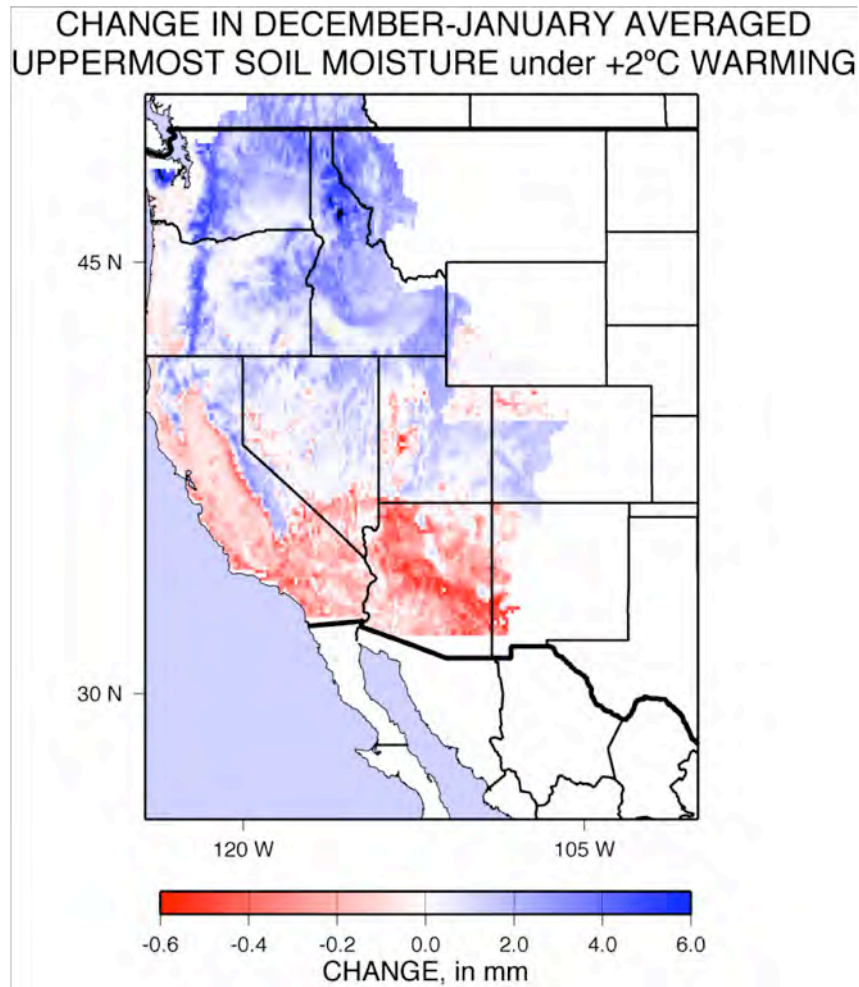 CHANGE IN DECEMBER-JANUARY AVERAGED
UPPERMOST SOIL MOISTURE under +2ºC WARMING
45 N
30 N
120 W 105 W
-0.6 -0.4 -0.2 0.0 2.0 4.0 6.0
CHANGE, in mm